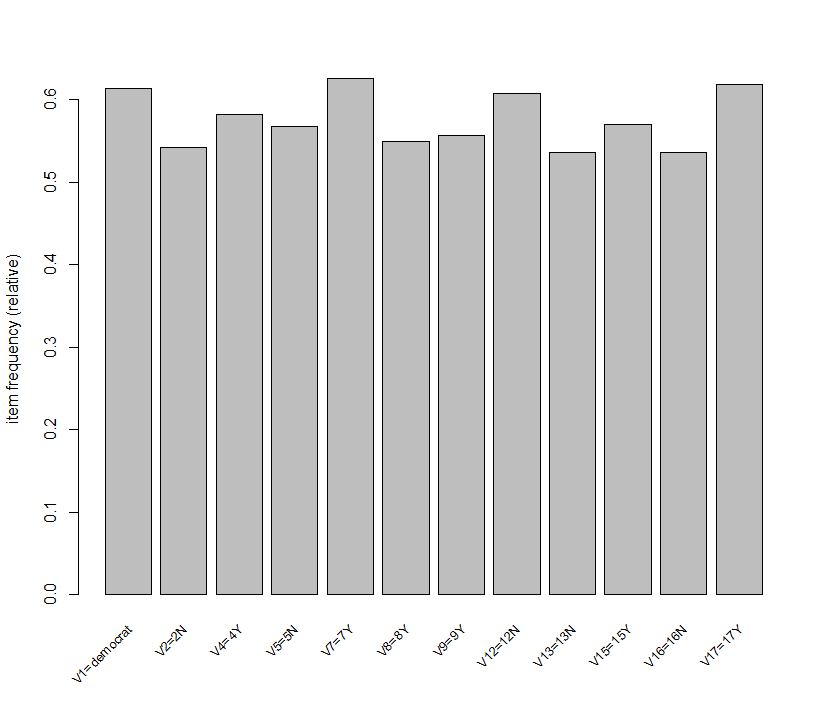 item frequency (relative)
0.6
0.5
0.4
0.3
0.2
0.1
0.0
V1=democrat
V2=2N
V4=4Y
V5=5N
V7=7Y
V8=8Y
V9=9Y
V12=12N
V13=13N
V15=15Y
V16=16N
V17=17Y